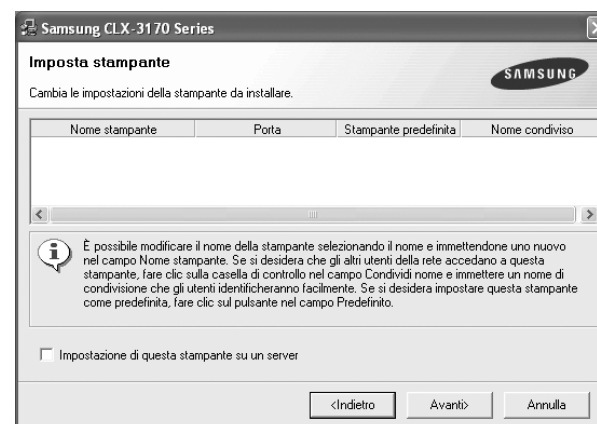 Samsung CLX-3170 Series
Imposta stampante
Cambia le impostazioni della stampante da installare.
SAMSUNG
Nome stampante Porta Stampante predefinita Nome condiviso
È possibile modificare il nome della stampante selezionando il nome e immettendone uno nuovo
nel campo Nome stampante. Se si desidera che gli altri utenti della rete accedano a questa
stampante, fare clic sulla casella di controllo nel campo Condividi nome e immettere un nome di
condivisione che gli utenti identificheranno facilmente. Se si desidera impostare questa stampante
come predefinita, fare clic sul pulsante nel campo Predefinito.
Impostazione di questa stampante su un server
<Indietro Avanti> Annulla